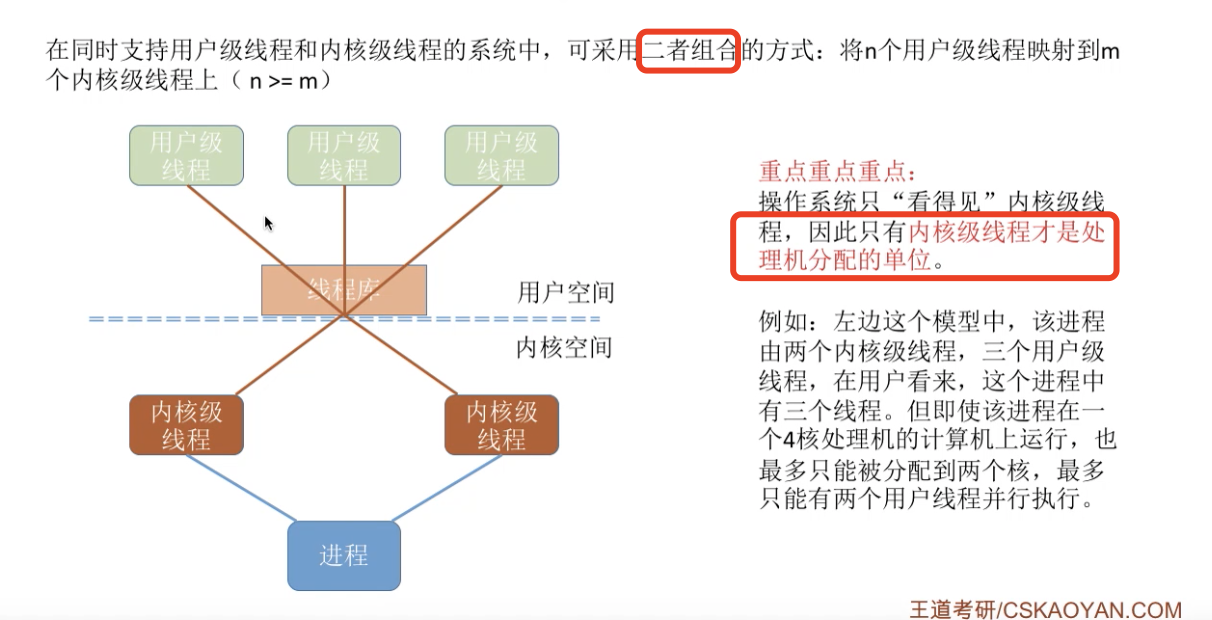 在同时支持用户级线程和内核级线程的系统中，可采用二者组合的方式：将n个用户级线程映射到m
个内核级线程上（ n >= m）
用户级
线程
用户级
线程
用户级
线程
线程库
用户空间
内核空间
内核级
线程
内核级
线程
进程
重点重点重点：
操作系统只“看得见”内核级线
程，因此只有内核级线程才是处
理机分配的单位。
例如：左边这个模型中，该进程
由两个内核级线程，三个用户级
线程，在用户看来，这个进程中
有三个线程。但即使该进程在一
个4核处理机的计算机上运行，也
最多只能被分配到两个核，最多
只能有两个用户线程并行执行。
王道考研/CSKAOYAN.COM